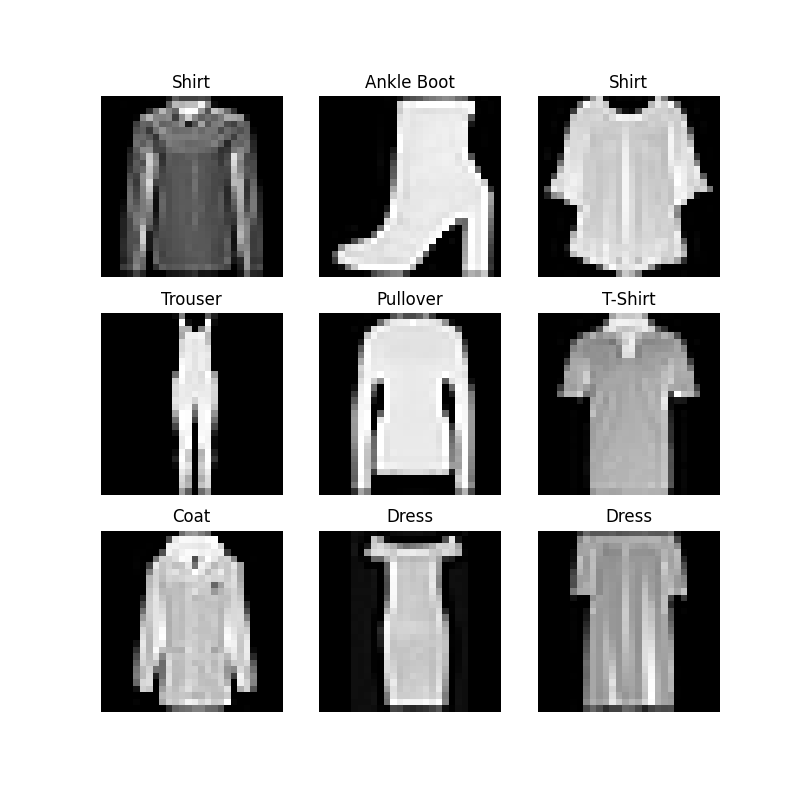 Shirt
Ankle Boot
Shirt
Trouser
Pullover
T-Shirt
Coat
Dress
Dress